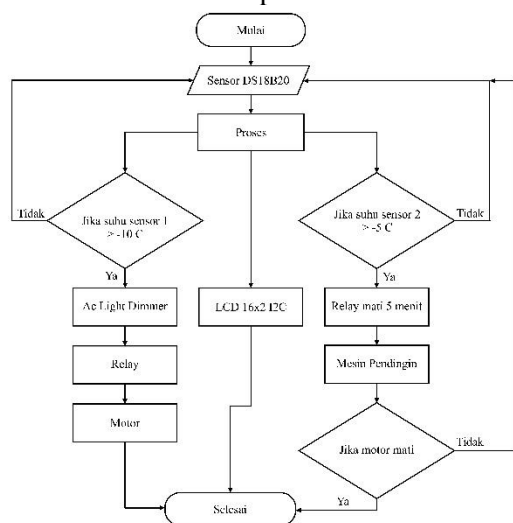 Mulai
Sensor DS18B20
Proses
Tidak
Jika suhu sensor 1
> -10 C
Jika suhu sensor 2
> -5 C
Tidak
Ya
Ya
Ac Light Dimmer
LCD 16x2 I2C
Relay mati 5 menit
Relay
Mesin Pendingin
Motor
Jika motor mati
Tidak
Ya
Selesai